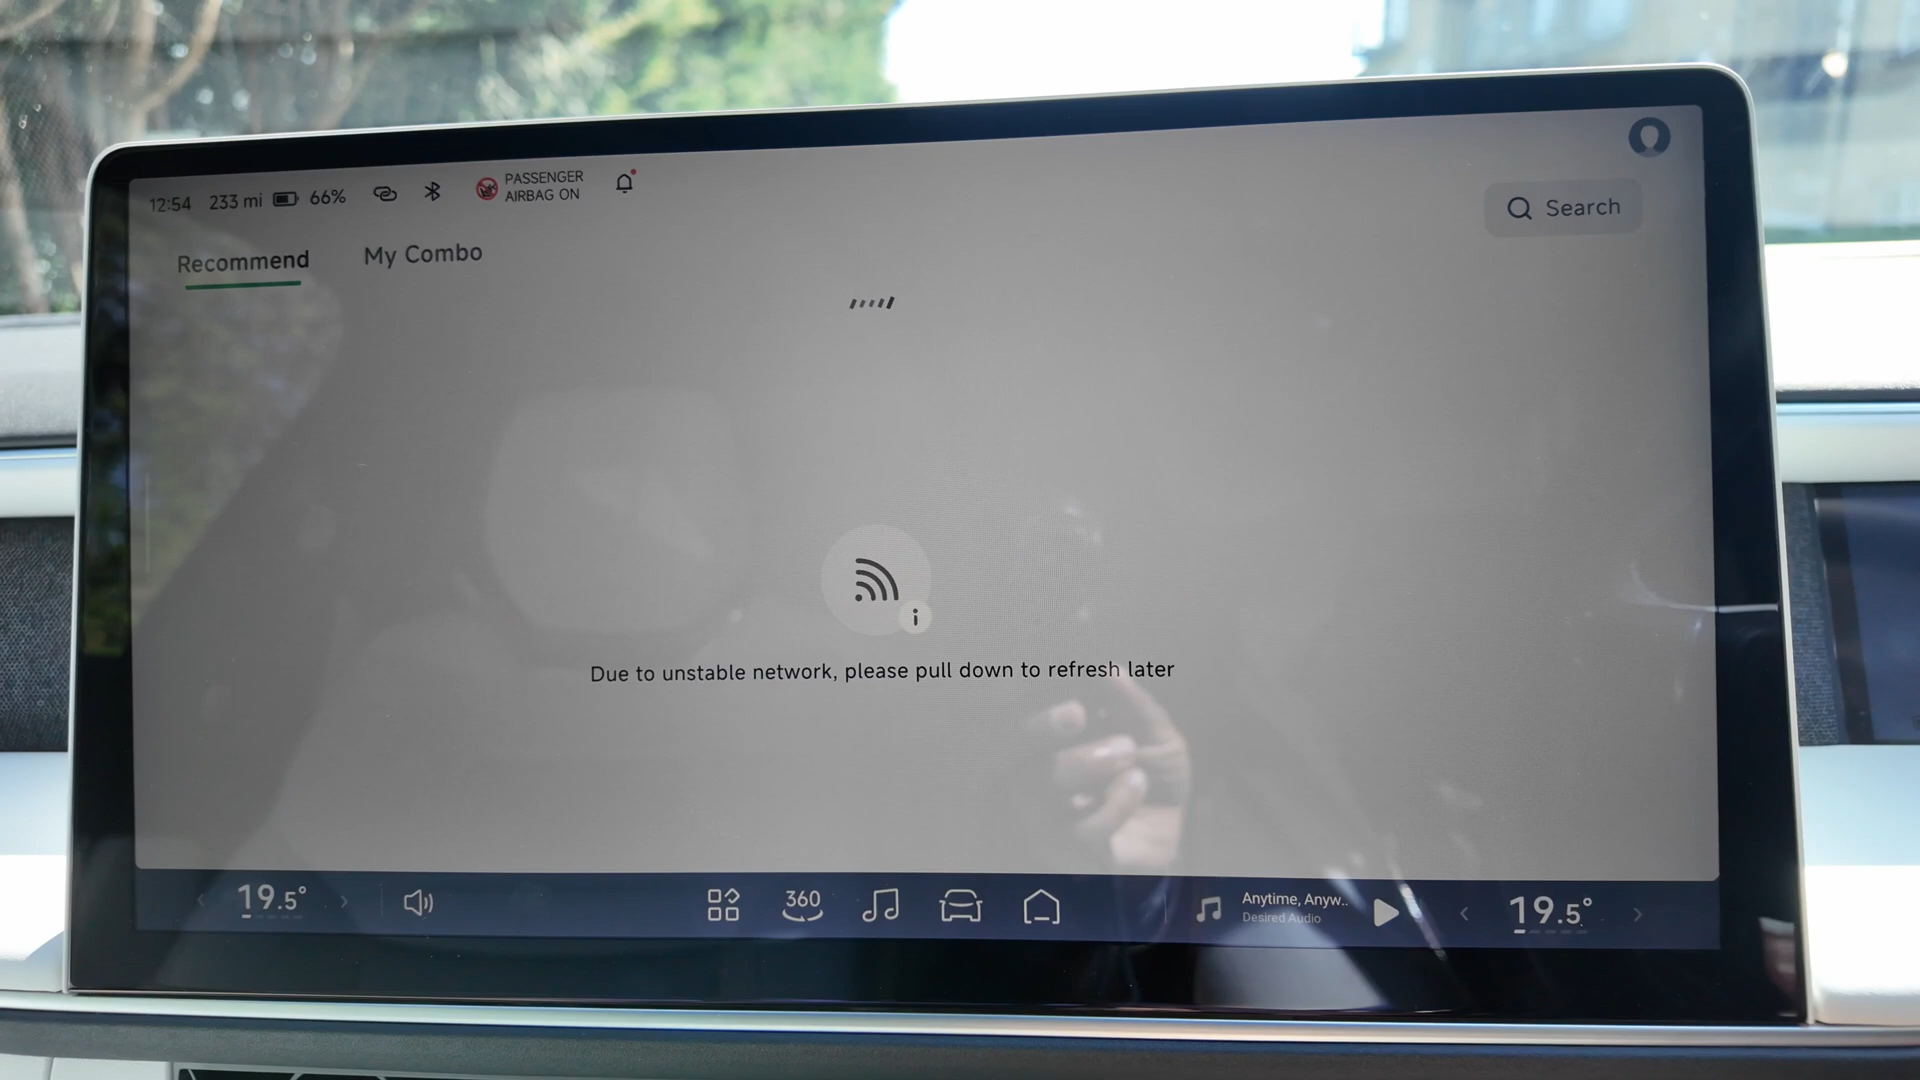 12:54 233 mi 66% PASSENGER
AIRBAG ON
Search
Recommend My Combo
i
Due to unstable network, please pull down to refresh later
19.5° 360 Anytime, Anyw.. 19.5°
Desired Audio